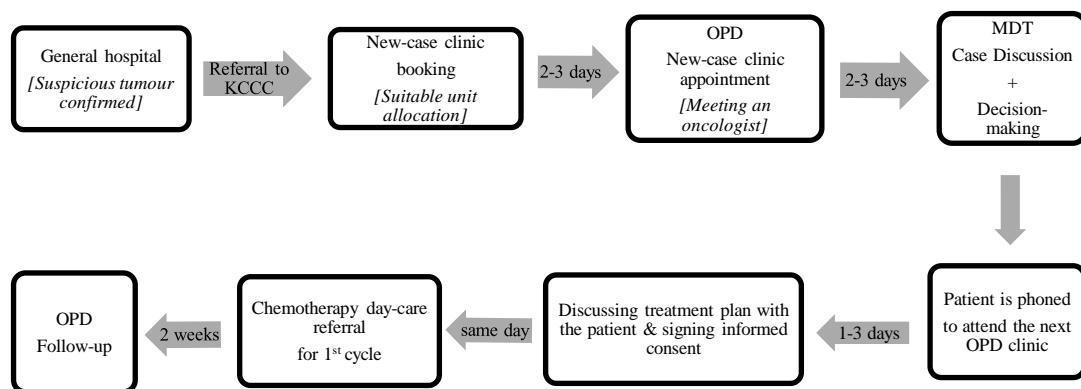 General hospital
[Suspicious tumour
confirmed]
Referral to
KCCC
New-case clinic
booking
[Suitable unit
allocation]
2-3 days
OPD
New-case clinic
appointment
[Meeting an
oncologist]
2-3 days
MDT
Case Discussion
+
Decision-
making
Patient is phoned
to attend the next
OPD clinic
1-3 days
Discussing treatment plan with
the patient & signing informed
consent
same day
Chemotherapy day-care
referral
for 1st cycle
2 weeks
OPD
Follow-up